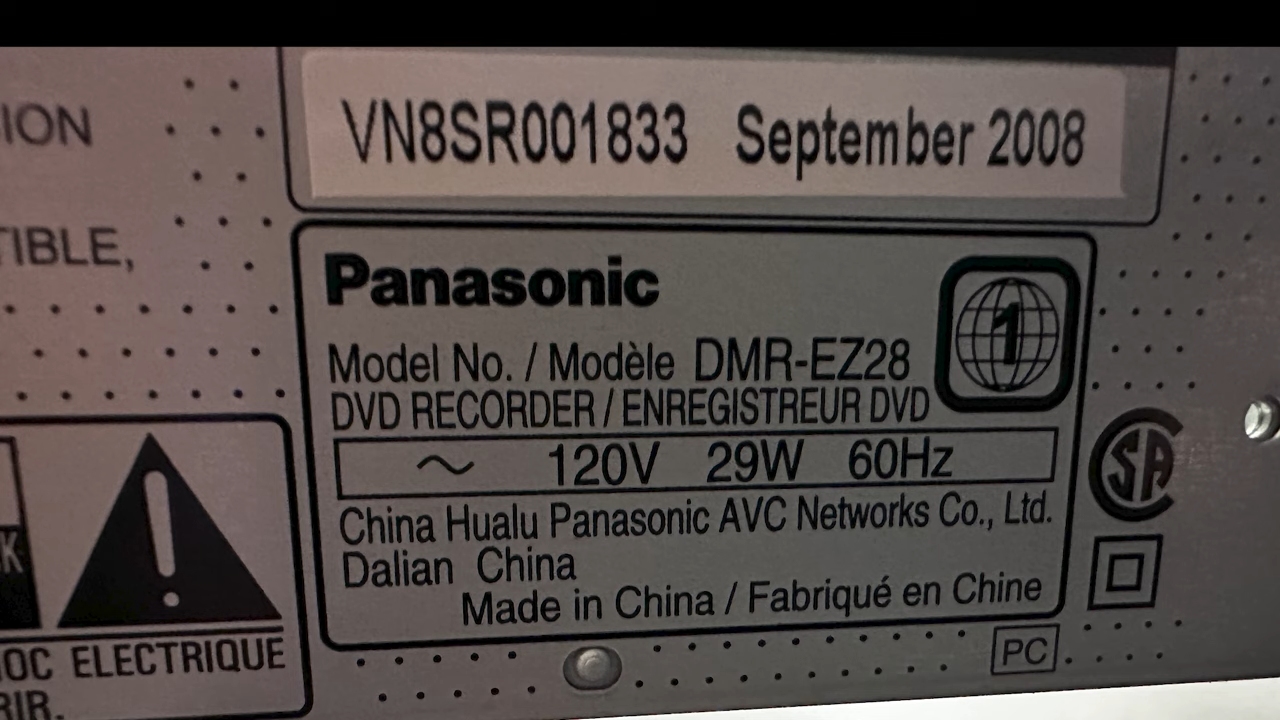 VN8SR001833 September 2008
ION
TIBLE,
Panasonic
1
Model No. / Modèle DMR-EZ28
DVD RECORDER / ENREGISTREUR DVD
~ 120V 29W 60Hz
SA
China Hualu Panasonic AVC Networks Co., Ltd.
Dalian China
Made in China / Fabriqué en Chine
K
!
OC ELECTRIQUE
RIR.
PC